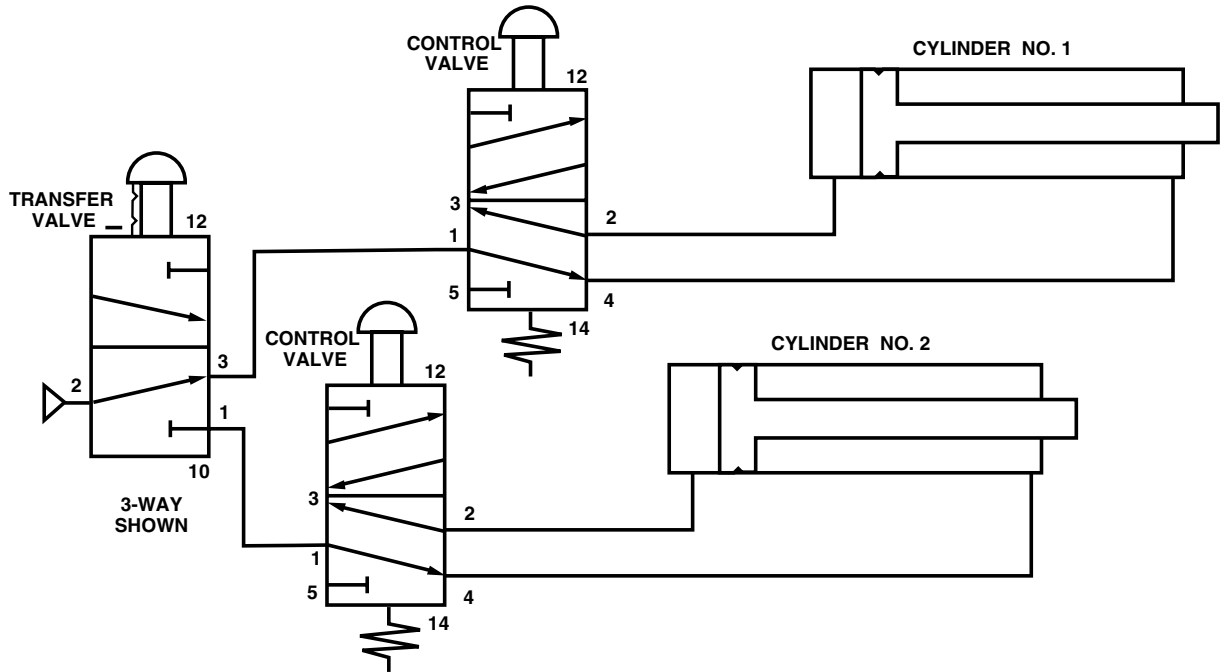 CONTROL
VALVE
12
CYLINDER NO. 1
3
1
5
2
4
14
TRANSFER
VALVE
12
2
3
1
10
3-WAY
SHOWN
CONTROL
VALVE
12
3
1
5
2
4
14
CYLINDER NO. 2